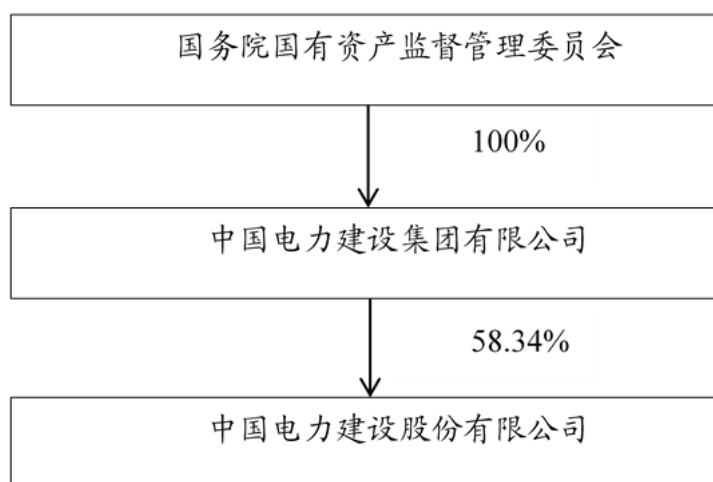 国务院国有资产监督管理委员会
100%
中国电力建设集团有限公司
58.34%
中国电力建设股份有限公司